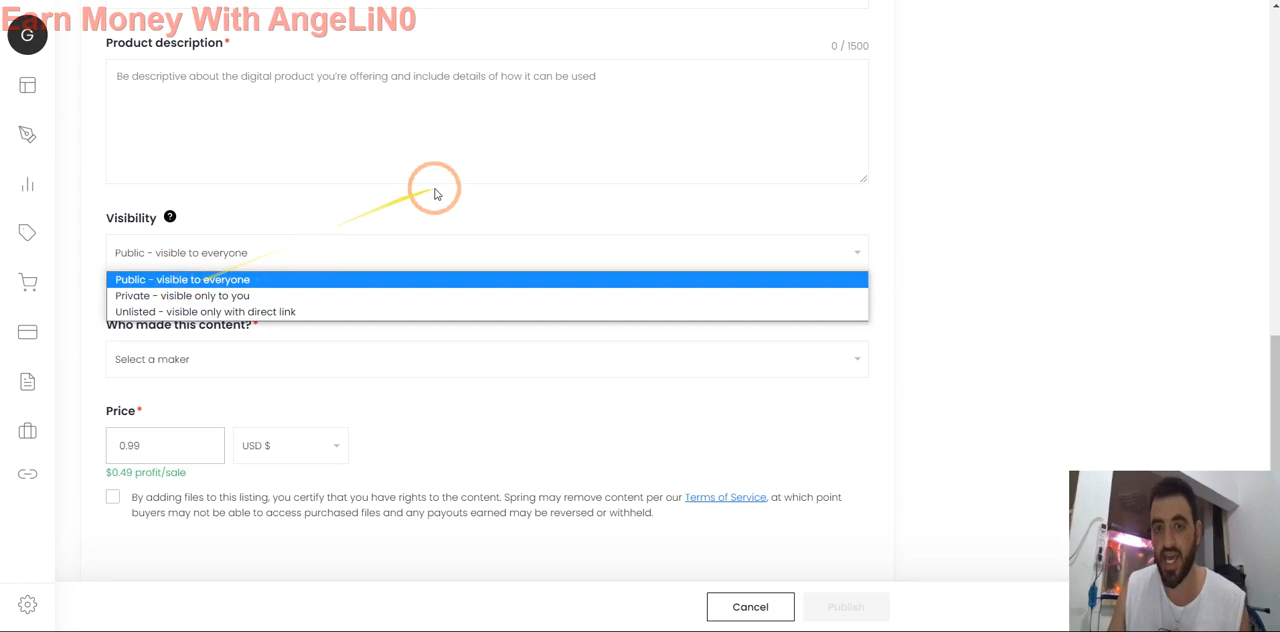 Earn Money With AngeLiN0
G
Product description*
0 / 1500
Be descriptive about the digital product you're offering and include details of how it can be used
Visibility ?
Public - visible to everyone
Public - visible to everyone
Private - visible only to you
Unlisted - visible only with direct link
Who made this content?*
Select a maker
Price*
0.99
USD $
$0.49 profit/sale
By adding files to this listing, you certify that you have rights to the content. Spring may remove content per our Terms of Service, at which point
buyers may not be able to access purchased files and any payouts earned may be reversed or withheld.
Cancel
Publish